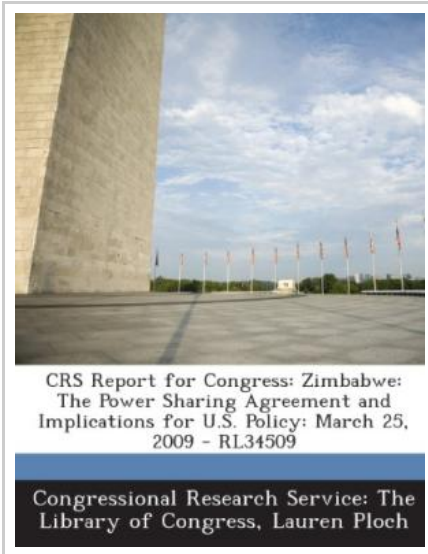 CRS Report for Congress: Zimbabwe:
The Power Sharing Agreement and
Implications for U.S. Policy: March 25,
2009 - RL34509
Congressional Research Service: The
Library of Congress, Lauren Ploch